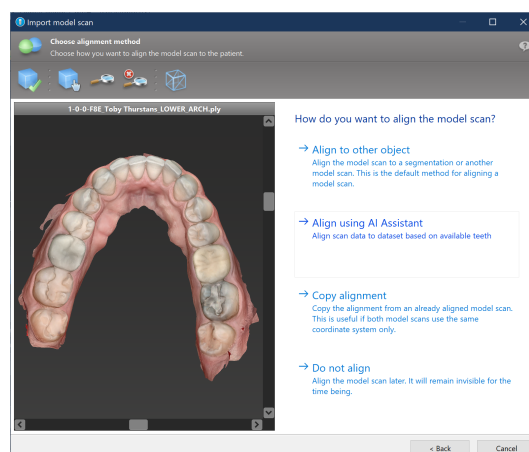 Import model scan
Choose alignment method
Choose how you want to align the model scan to the patient.
1-0-0-F8E_Toby Thurstans_LOWER_ARCH.ply
How do you want to align the model scan?
Align to other object
Align the model scan to a segmentation or another
model scan. This is the default method for aligning a
model scan.
Align using AI Assistant
Align scan data to dataset based on available teeth
Copy alignment
Copy the alignment from an already aligned model scan.
This is useful if both model scans use the same
coordinate system only.
Do not align
Align the model scan later. It will remain invisible for the
time being.
< Back
Cancel